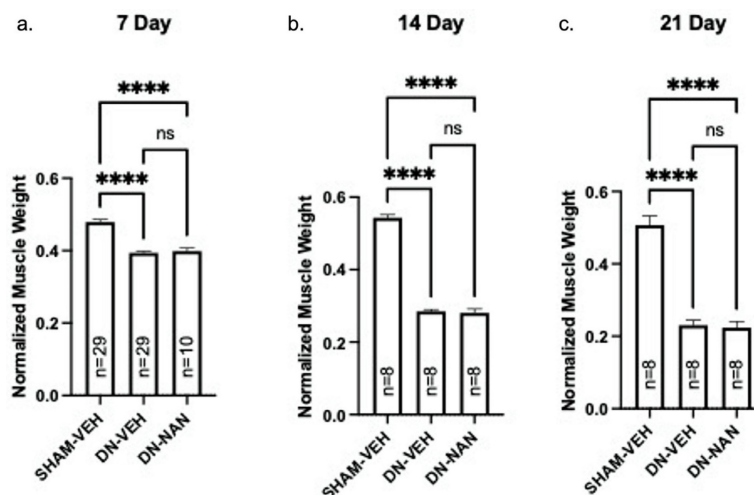 a.
7 Day
****
ns
****
0.6
0.4
0.2
0.0
Normalized Muscle Weight
n=29
n=29
n=10
SHAM-VEH
DN-VEH
DN-NAN
b.
14 Day
****
ns
****
0.6
0.4
0.2
0.0
Normalized Muscle Weight
n=8
n=8
n=8
SHAM-VEH
DN-VEH
DN-NAN
c.
21 Day
****
ns
****
0.6
0.4
0.2
0.0
Normalized Muscle Weight
n=8
n=8
n=8
SHAM-VEH
DN-VEH
DN-NAN